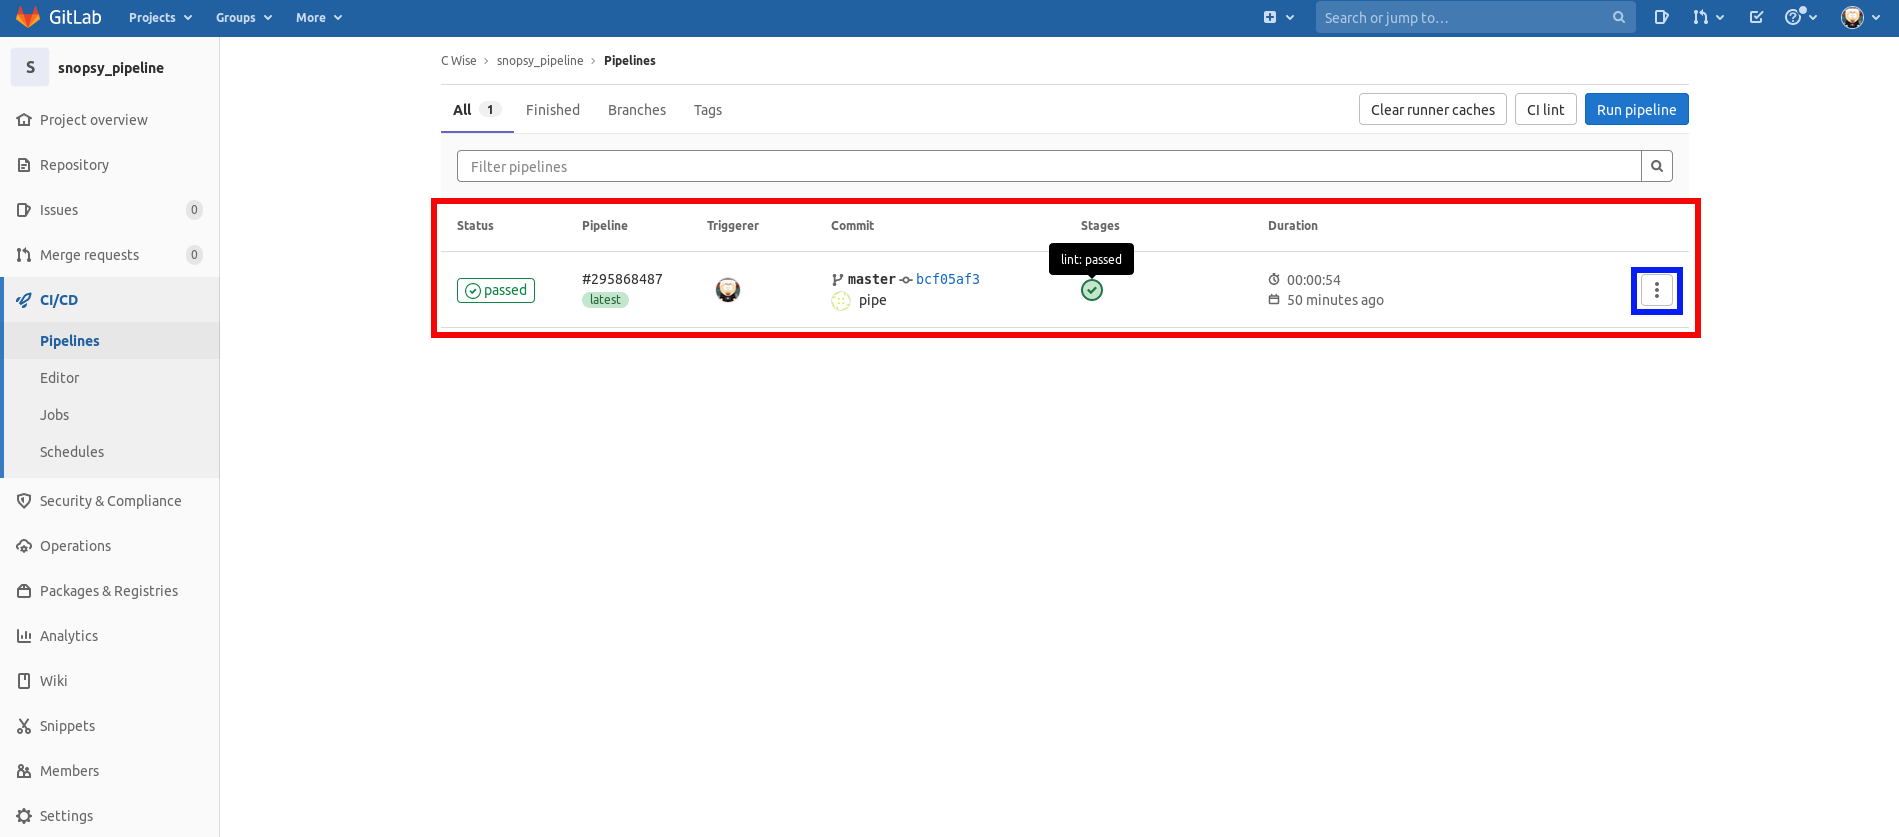 GitLab Projects Groups More Search or jump to…
S snopsy_pipeline
Project overview
Repository
Issues 0
Merge requests 0
CI/CD
Pipelines
Editor
Jobs
Schedules
Security & Compliance
Operations
Packages & Registries
Analytics
Wiki
Snippets
Members
Settings
C Wise › snopsy_pipeline › Pipelines
All 1 Finished Branches Tags Clear runner caches CI lint Run pipeline
Filter pipelines
Status Pipeline Triggerer Commit Stages Duration
lint: passed
passed #295868487 master bcf05af3 00:00:54
latest pipe 50 minutes ago